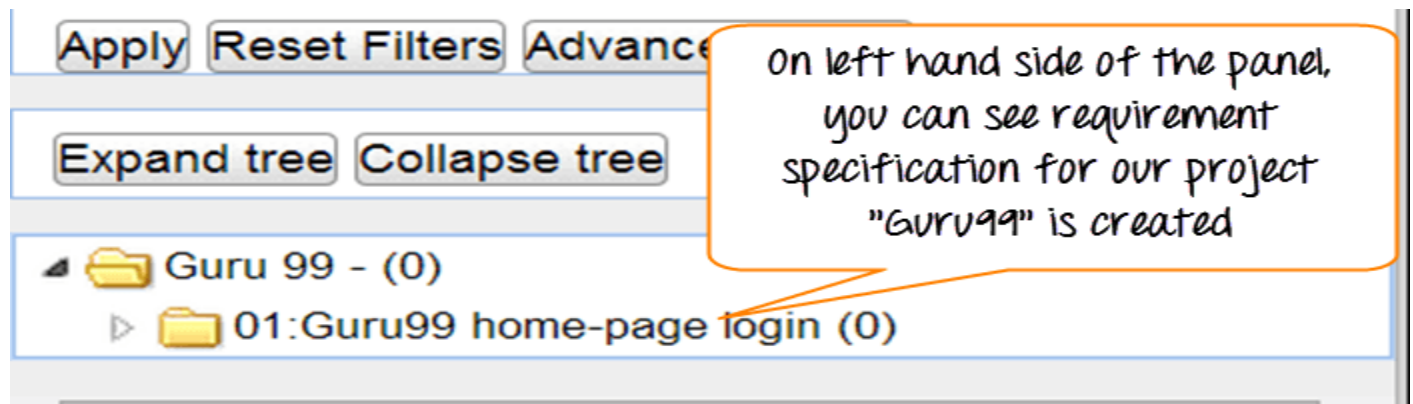 Apply Reset Filters Advance
on left hand side of the panel,
you can see requirement
specification for our project
"Guru99" is created
Expand tree Collapse tree
Guru 99 - (0)
01:Guru99 home-page login (0)